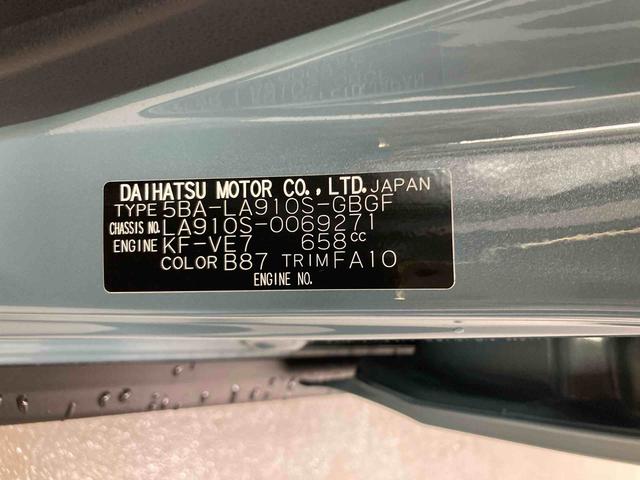 DAIHATSU MOTOR CO.,LTD. JAPAN
TYPE 5BA-LA910S-GBGF
CHASSIS NO. LA910S-0069271
ENGINE KF-VE7 658cc
COLOR B87 TRIM FA10
ENGINE NO.